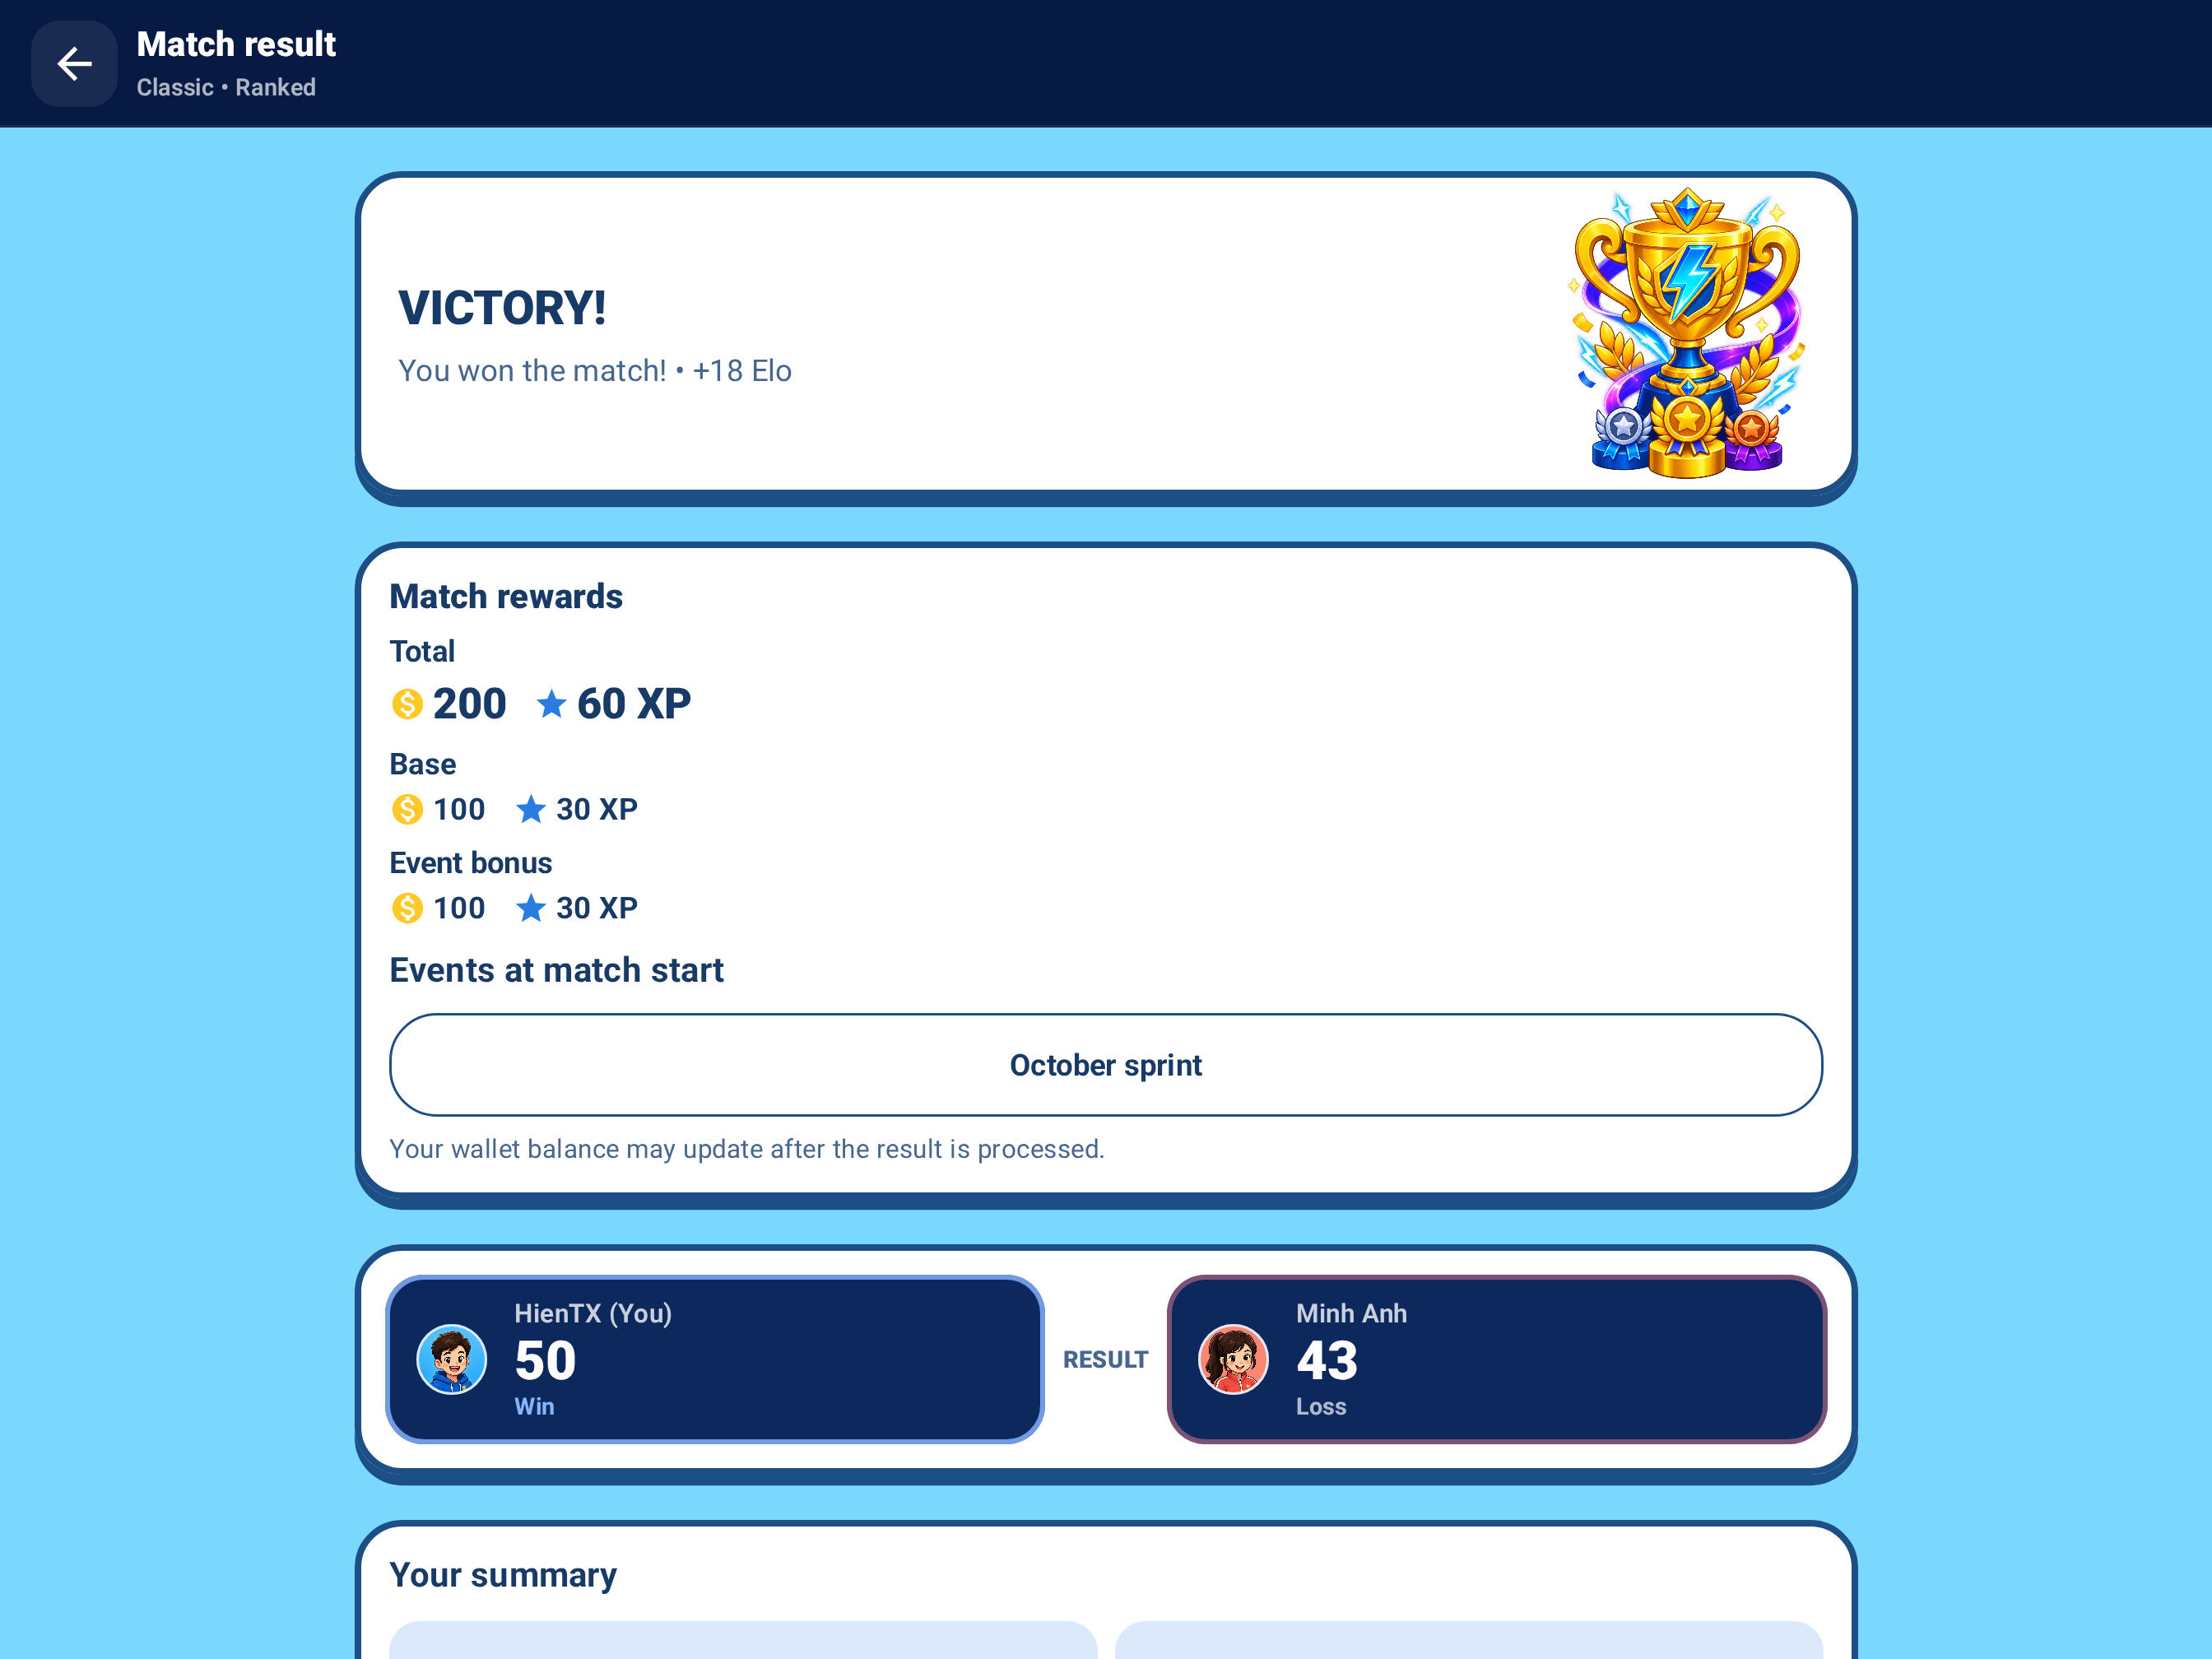 Match result
Classic • Ranked
VICTORY!
You won the match! • +18 Elo
Match rewards
Total
200 60 XP
Base
100 30 XP
Event bonus
100 30 XP
Events at match start
October sprint
Your wallet balance may update after the result is processed.
HienTX (You)
50
Win
RESULT
Minh Anh
43
Loss
Your summary